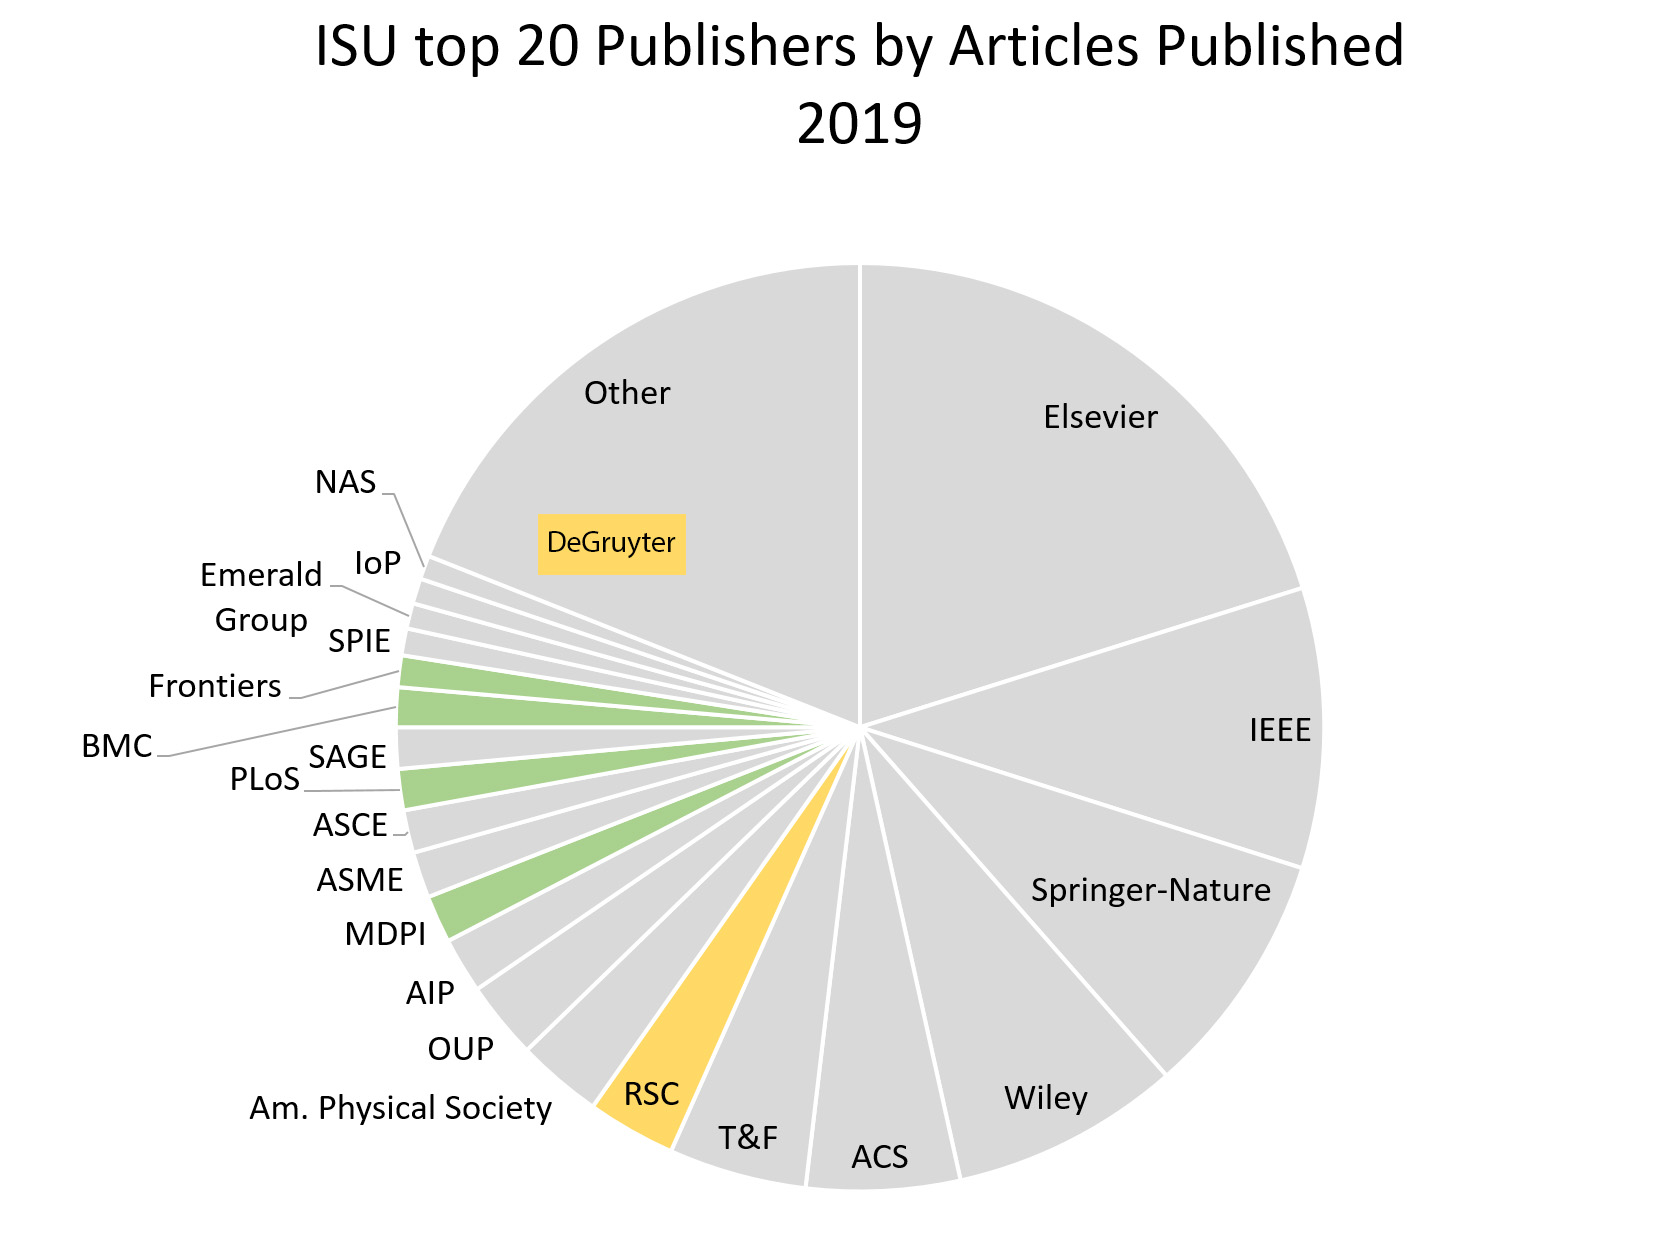 ISU top 20 Publishers by Articles Published
2019
Other
Elsevier
NAS
DeGruyter
IoP
Emerald
Group
SPIE
Frontiers
IEEE
BMC
SAGE
PLoS
ASCE
ASME
Springer-Nature
MDPI
AIP
OUP
Am. Physical Society
RSC
Wiley
T&F
ACS